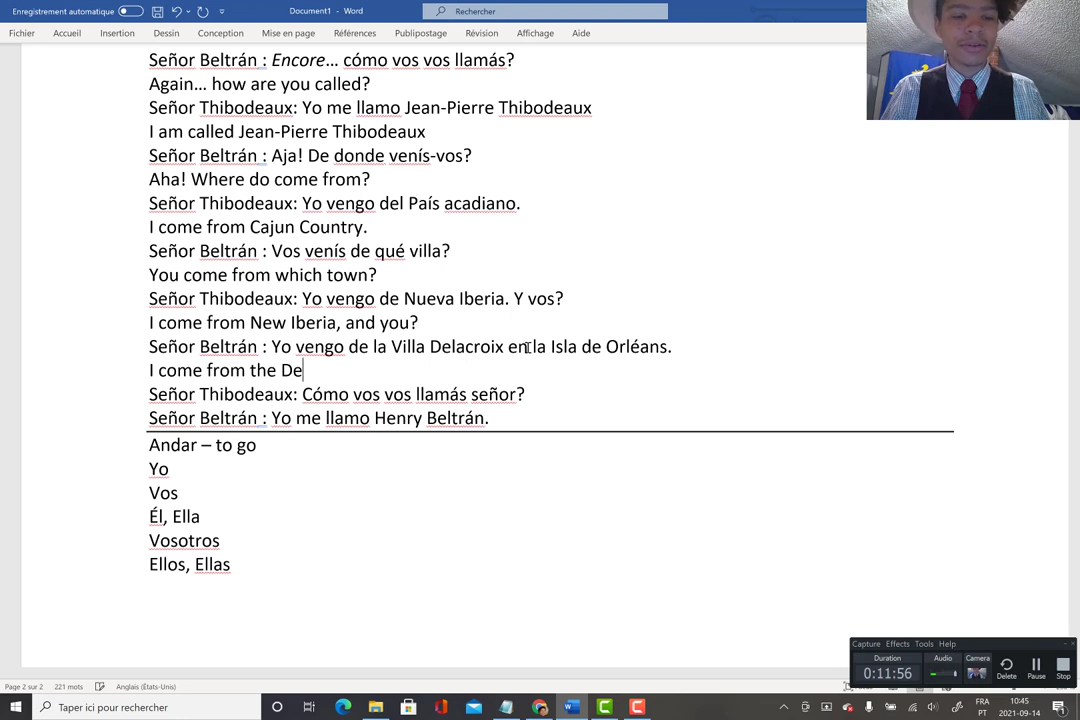 Enregistrement automatique
Document1 - Word
Rechercher
Fichier Accueil Insertion Dessin Conception Mise en page Références Publipostage Révision Affichage Aide
Señor Beltrán : Encore… cómo vos vos llamás?
Again… how are you called?
Señor Thibodeaux: Yo me llamo Jean-Pierre Thibodeaux
I am called Jean-Pierre Thibodeaux
Señor Beltrán : Aja! De donde venís-vos?
Aha! Where do come from?
Señor Thibodeaux: Yo vengo del País acadiano.
I come from Cajun Country.
Señor Beltrán : Vos venís de qué villa?
You come from which town?
Señor Thibodeaux: Yo vengo de Nueva Iberia. Y vos?
I come from New Iberia, and you?
Señor Beltrán : Yo vengo de la Villa Delacroix en la Isla de Orléans.
I come from the De
Señor Thibodeaux: Cómo vos vos llamás señor?
Señor Beltrán : Yo me llamo Henry Beltrán.
Andar – to go
Yo
Vos
Él, Ella
Vosotros
Ellos, Ellas
Capture Effects Tools Help
Duration Audio Camera
0:11:56
Delete Pause Stop
Page 2 sur 2 221 mots Anglais (États-Unis)
Taper ici pour rechercher
FRA 10:45
PT 2021-09-14